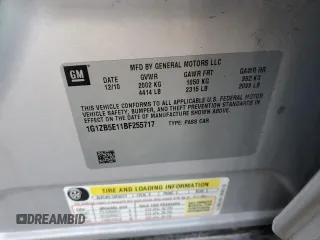 GM
MFD BY GENERAL MOTORS LLC
DATE GVWR GAWR FRT GAWR RR
12/10 2002 KG 1050 KG 952 KG
4414 LB 2315 LB 2099 LB
THIS VEHICLE CONFORMS TO ALL APPLICABLE U.S. FEDERAL MOTOR
VEHICLE SAFETY, BUMPER, AND THEFT PREVENTION STANDARDS IN
EFFECT ON THE DATE OF MANUFACTURE SHOWN ABOVE.
TYPE: PASS CAR
1G1ZB5E11BF255717
TIRE AND LOADING INFORMATION
DREAMBID